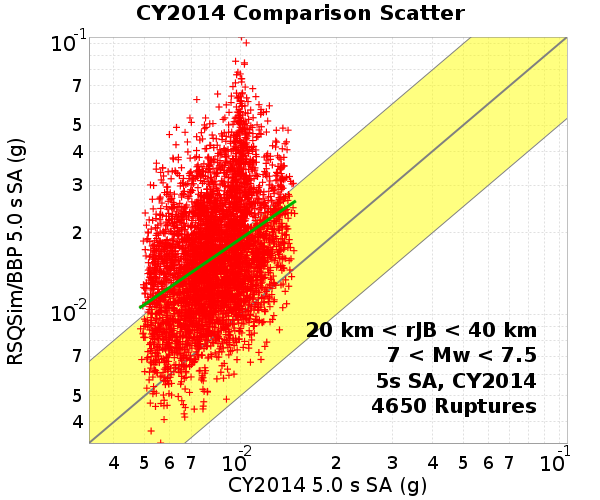 CY2014 Comparison Scatter
RSQSim/BBP 5.0 s SA (g)
10-1
7
5
4
3
2
10-2
7
5
4
20 km < rJB < 40 km
7 < Mw < 7.5
5s SA, CY2014
4650 Ruptures
4 5 6 7 10-2 2 3 4 5 6 7 10-1
CY2014 5.0 s SA (g)